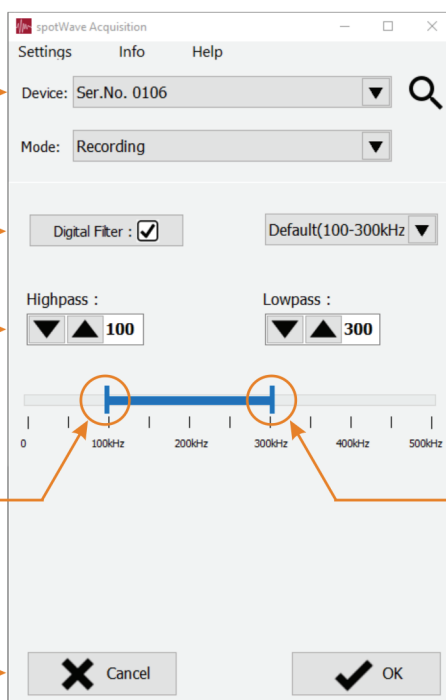 spotWave Acquisition
Settings Info Help
Device: Ser.No. 0106
Mode: Recording
Digital Filter : Default(100-300kHz
Highpass : Lowpass :
100 300
0 100kHz 200kHz 300kHz 400kHz 500kHz
Cancel OK